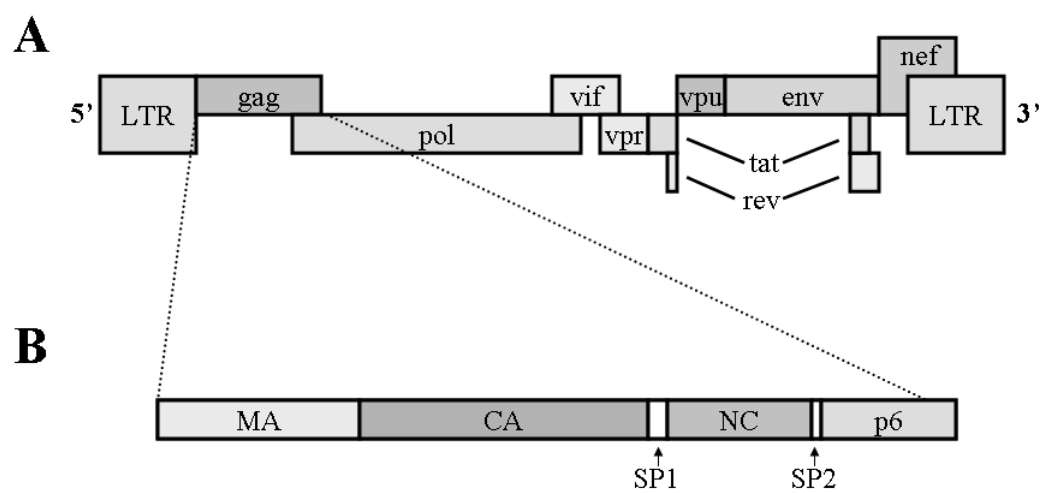 A
nef
5' LTR gag vif vpu env LTR 3'
pol vpr
tat
rev
B
MA CA NC p6
SP1 SP2